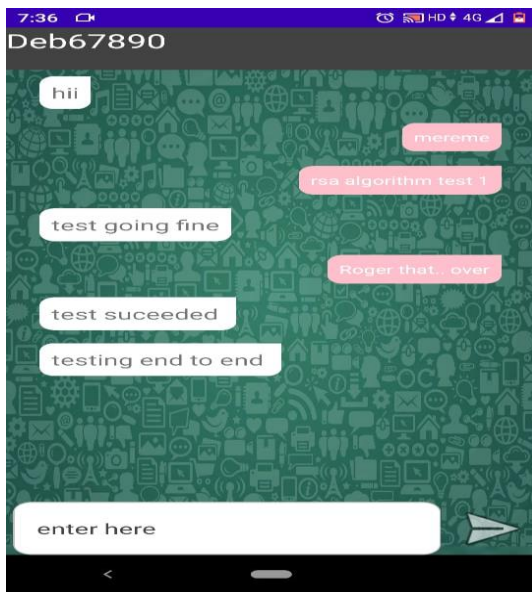 7:36 HD 4G
Deb67890
hii
mereme
rsa algorithm test 1
test going fine
Roger that.. over
test suceeded
testing end to end
enter here